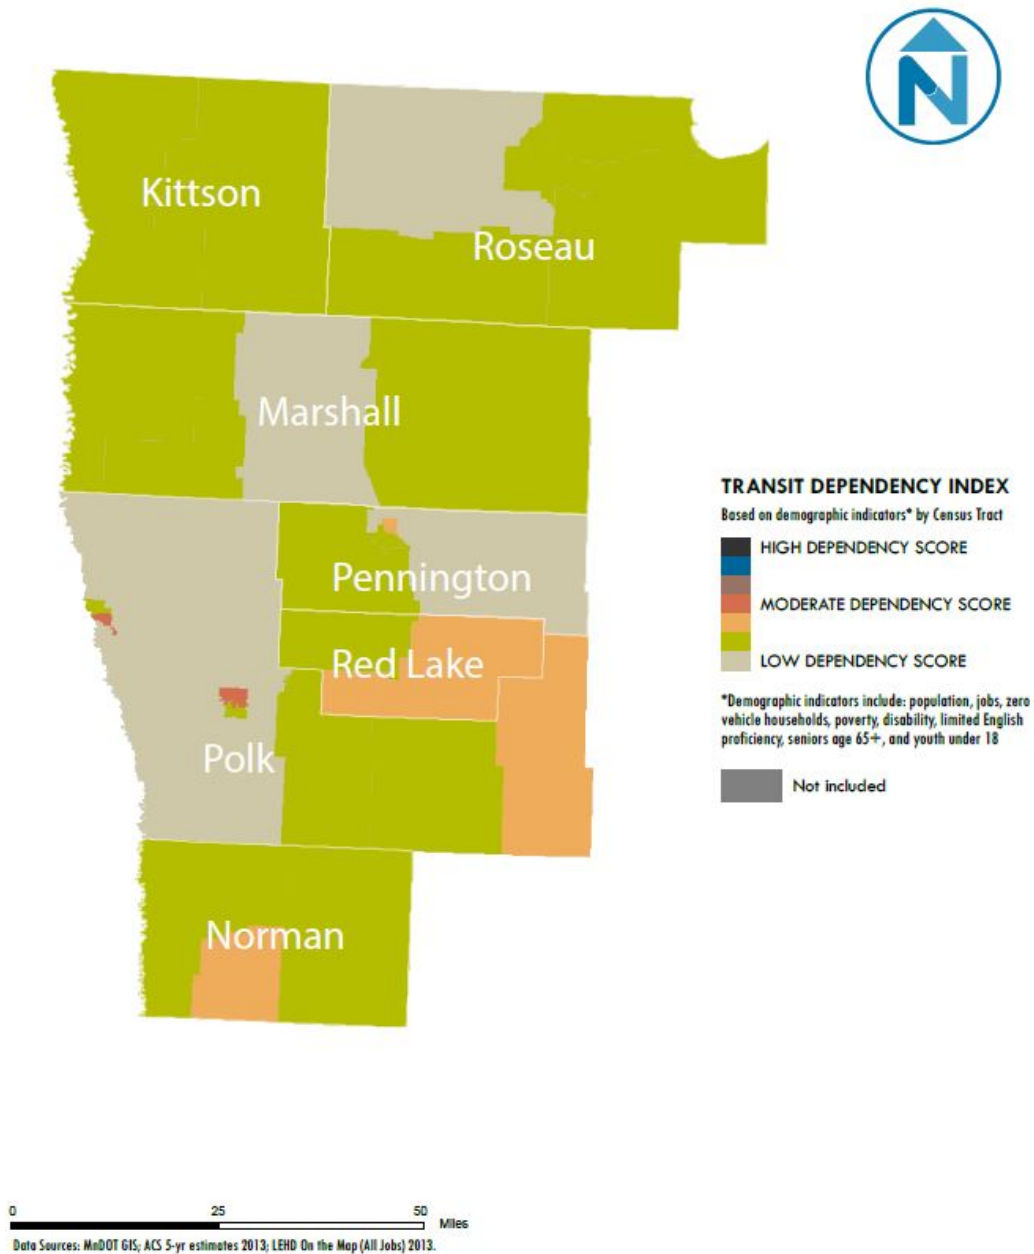 N
Kittson
Roseau
Marshall
Pennington
Red Lake
Polk
Norman
TRANSIT DEPENDENCY INDEX
Based on demographic indicators* by Census Tract
HIGH DEPENDENCY SCORE
MODERATE DEPENDENCY SCORE
LOW DEPENDENCY SCORE
*Demographic indicators include: population, jobs, zero
vehicle households, poverty, disability, limited English
proficiency, seniors age 65+, and youth under 18
Not included
0 25 50 Miles
Data Sources: MnDOT GIS; ACS 5-yr estimates 2013; LEHD On the Map (All Jobs) 2013.